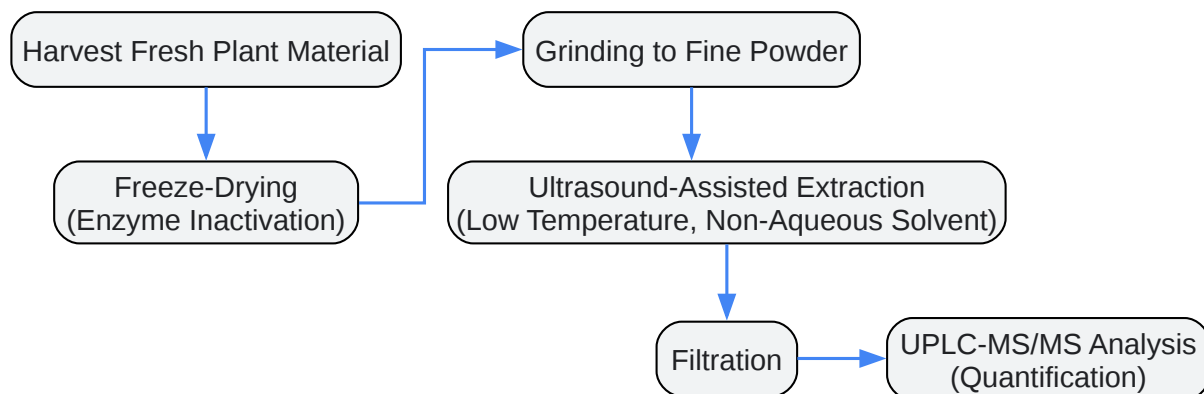 Harvest Fresh Plant Material
Freeze-Drying
(Enzyme Inactivation)
Grinding to Fine Powder
Ultrasound-Assisted Extraction
(Low Temperature, Non-Aqueous Solvent)
Filtration
UPLC-MS/MS Analysis
(Quantification)